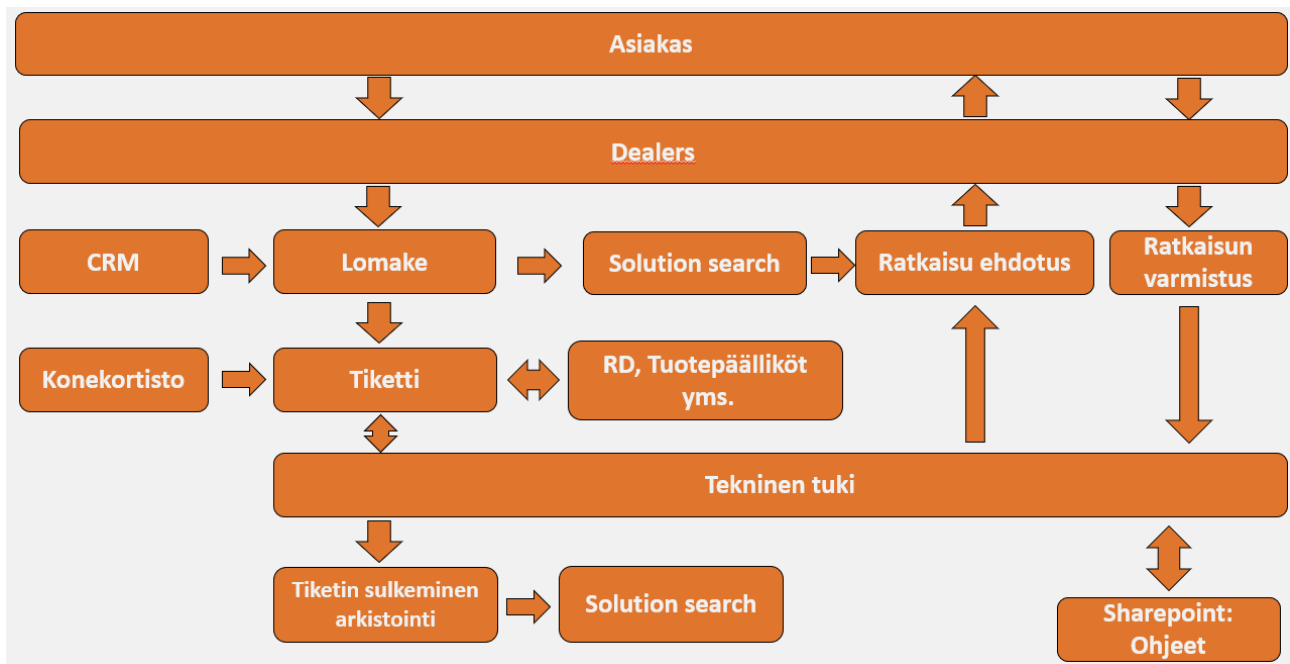 Asiakas
Dealers
CRM
Lomake
Solution search
Ratkaisu ehdotus
Ratkaisun
varmistus
Konekortisto
Tiketti
RD, Tuotepäälliköt
yms.
Tekninen tuki
Tiketin sulkeminen
arkistointi
Solution search
Sharepoint:
Ohjeet